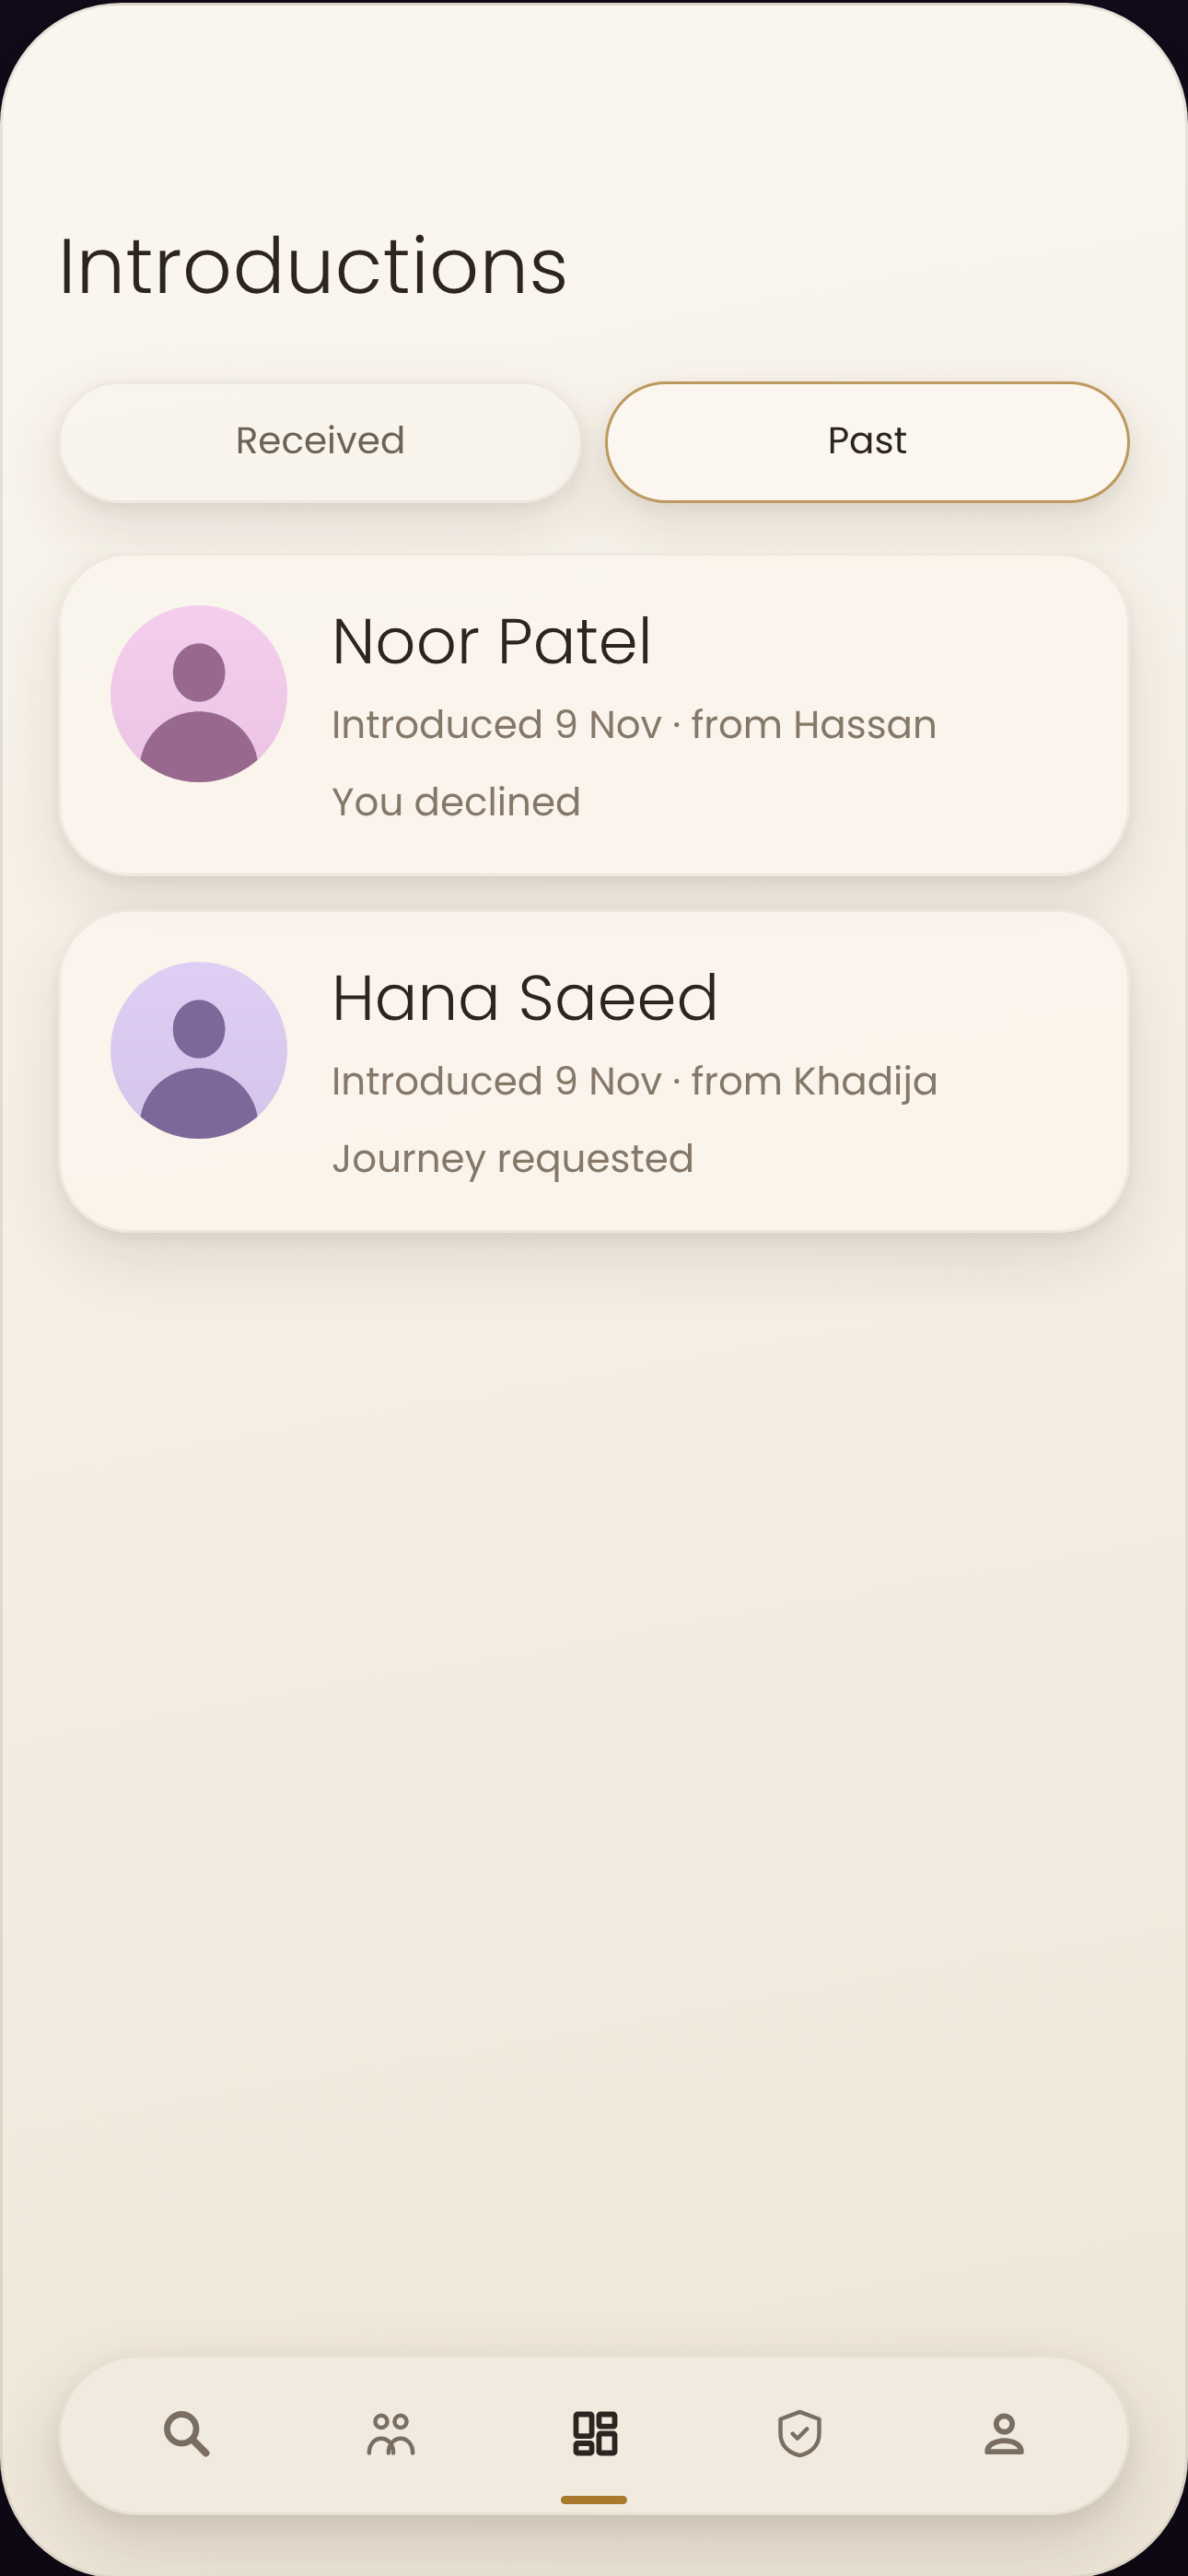 Introductions
Received
Past
Noor Patel
Introduced 9 Nov · from Hassan
You declined
Hana Saeed
Introduced 9 Nov · from Khadija
Journey requested